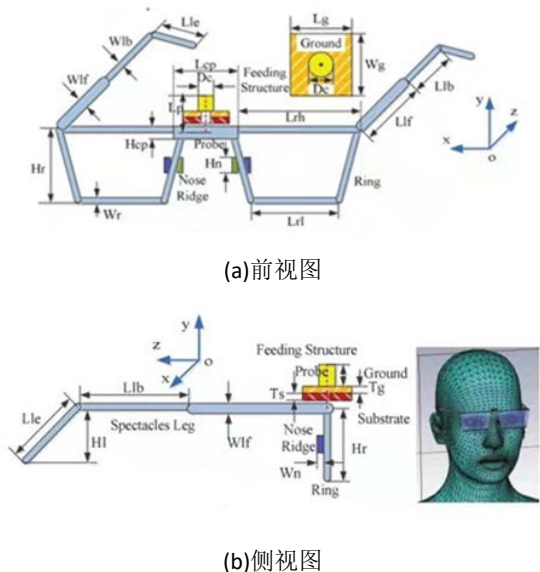 Lle
Lg
Wlb
Ground
Wg
Lcp
Dc
Feeding
Structure
Dc
Wlf
Lp
Lrh
Llb
Llf
Hcp
Probe
Hn
Hr
Nose
Ridge
Ring
Wr
Lrl
y
z
x
o
(a)前视图
y
z
o
x
Feeding Structure
Llb
Probe
Ground
Ts
Tg
Lle
Hl
Spectacles Leg
Wlf
Nose
Ridge
Hr
Substrate
Wn
Ring
(b)侧视图